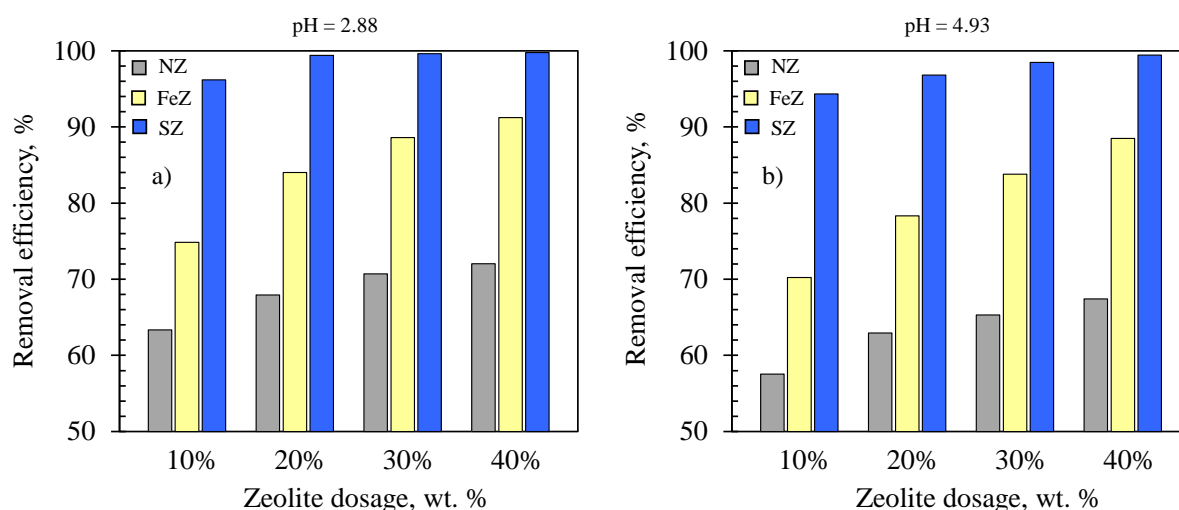 pH = 2.88
Removal efficiency, %
100
90
80
70
60
50
NZ
FeZ
SZ
a)
10% 20% 30% 40%
Zeolite dosage, wt. %
pH = 4.93
Removal efficiency, %
100
90
80
70
60
50
NZ
FeZ
SZ
b)
10% 20% 30% 40%
Zeolite dosage, wt. %